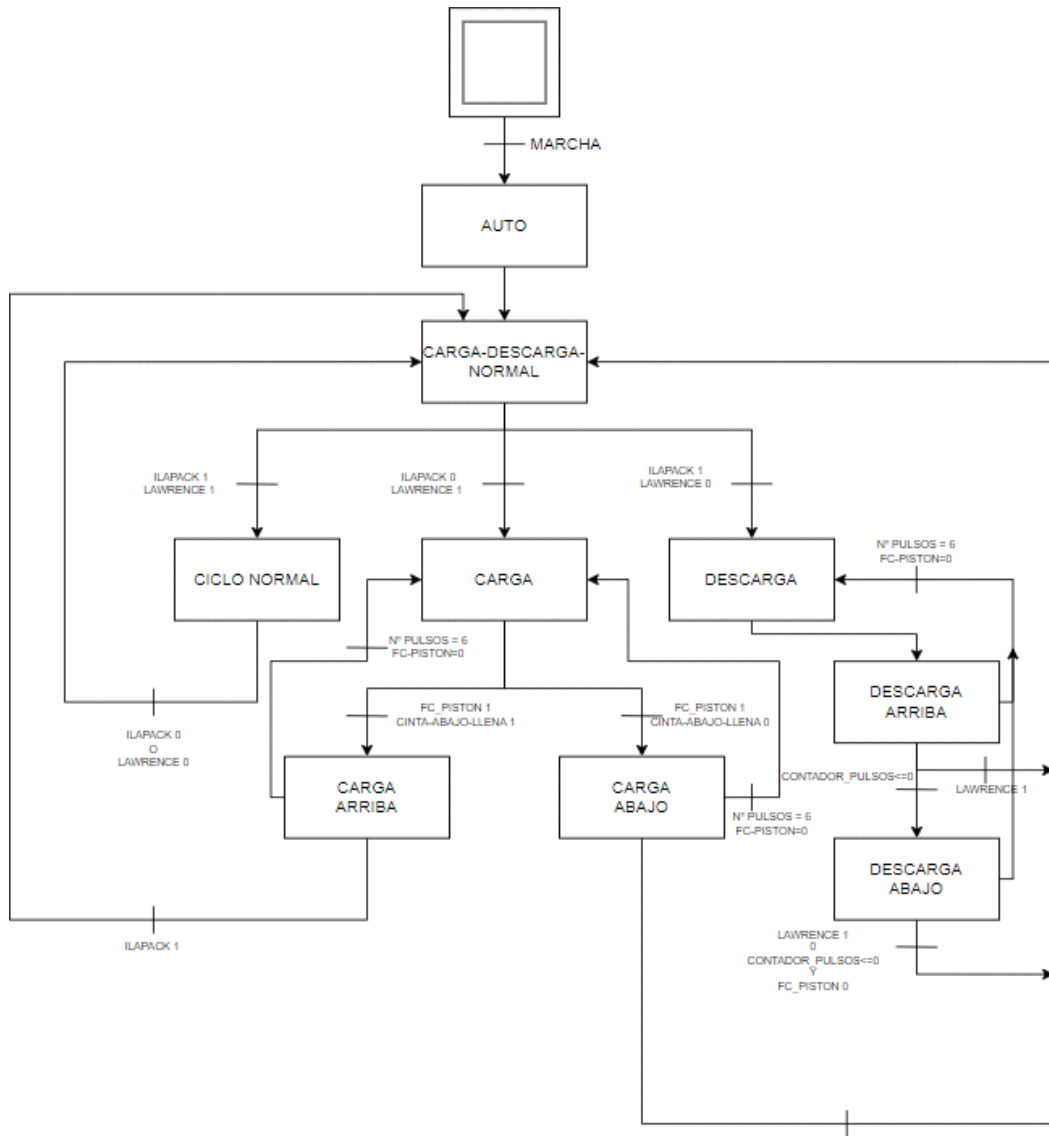 MARCHA
AUTO
CARGA-DESCARGA-
NORMAL
ILAPACK 1
LAWRENCE 1
ILAPACK 0
LAWRENCE 1
ILAPACK 1
LAWRENCE 0
CICLO NORMAL
CARGA
DESCARGA
Nº PULSOS = 6
FC-PISTON=0
Nº PULSOS = 6
FC-PISTON=0
DESCARGA
ARRIBA
FC_PISTON 1
CINTA-ABAJO-LLENA 1
FC_PISTON 1
CINTA-ABAJO-LLENA 0
ILAPACK 0
O
LAWRENCE 0
CARGA
ARRIBA
CARGA
ABAJO
CONTADOR_PULSOS<=0
LAWRENCE 1
Nº PULSOS = 6
FC-PISTON=0
DESCARGA
ABAJO
ILAPACK 1
LAWRENCE 1
0
CONTADOR_PULSOS<=0
Y
FC_PISTON 0